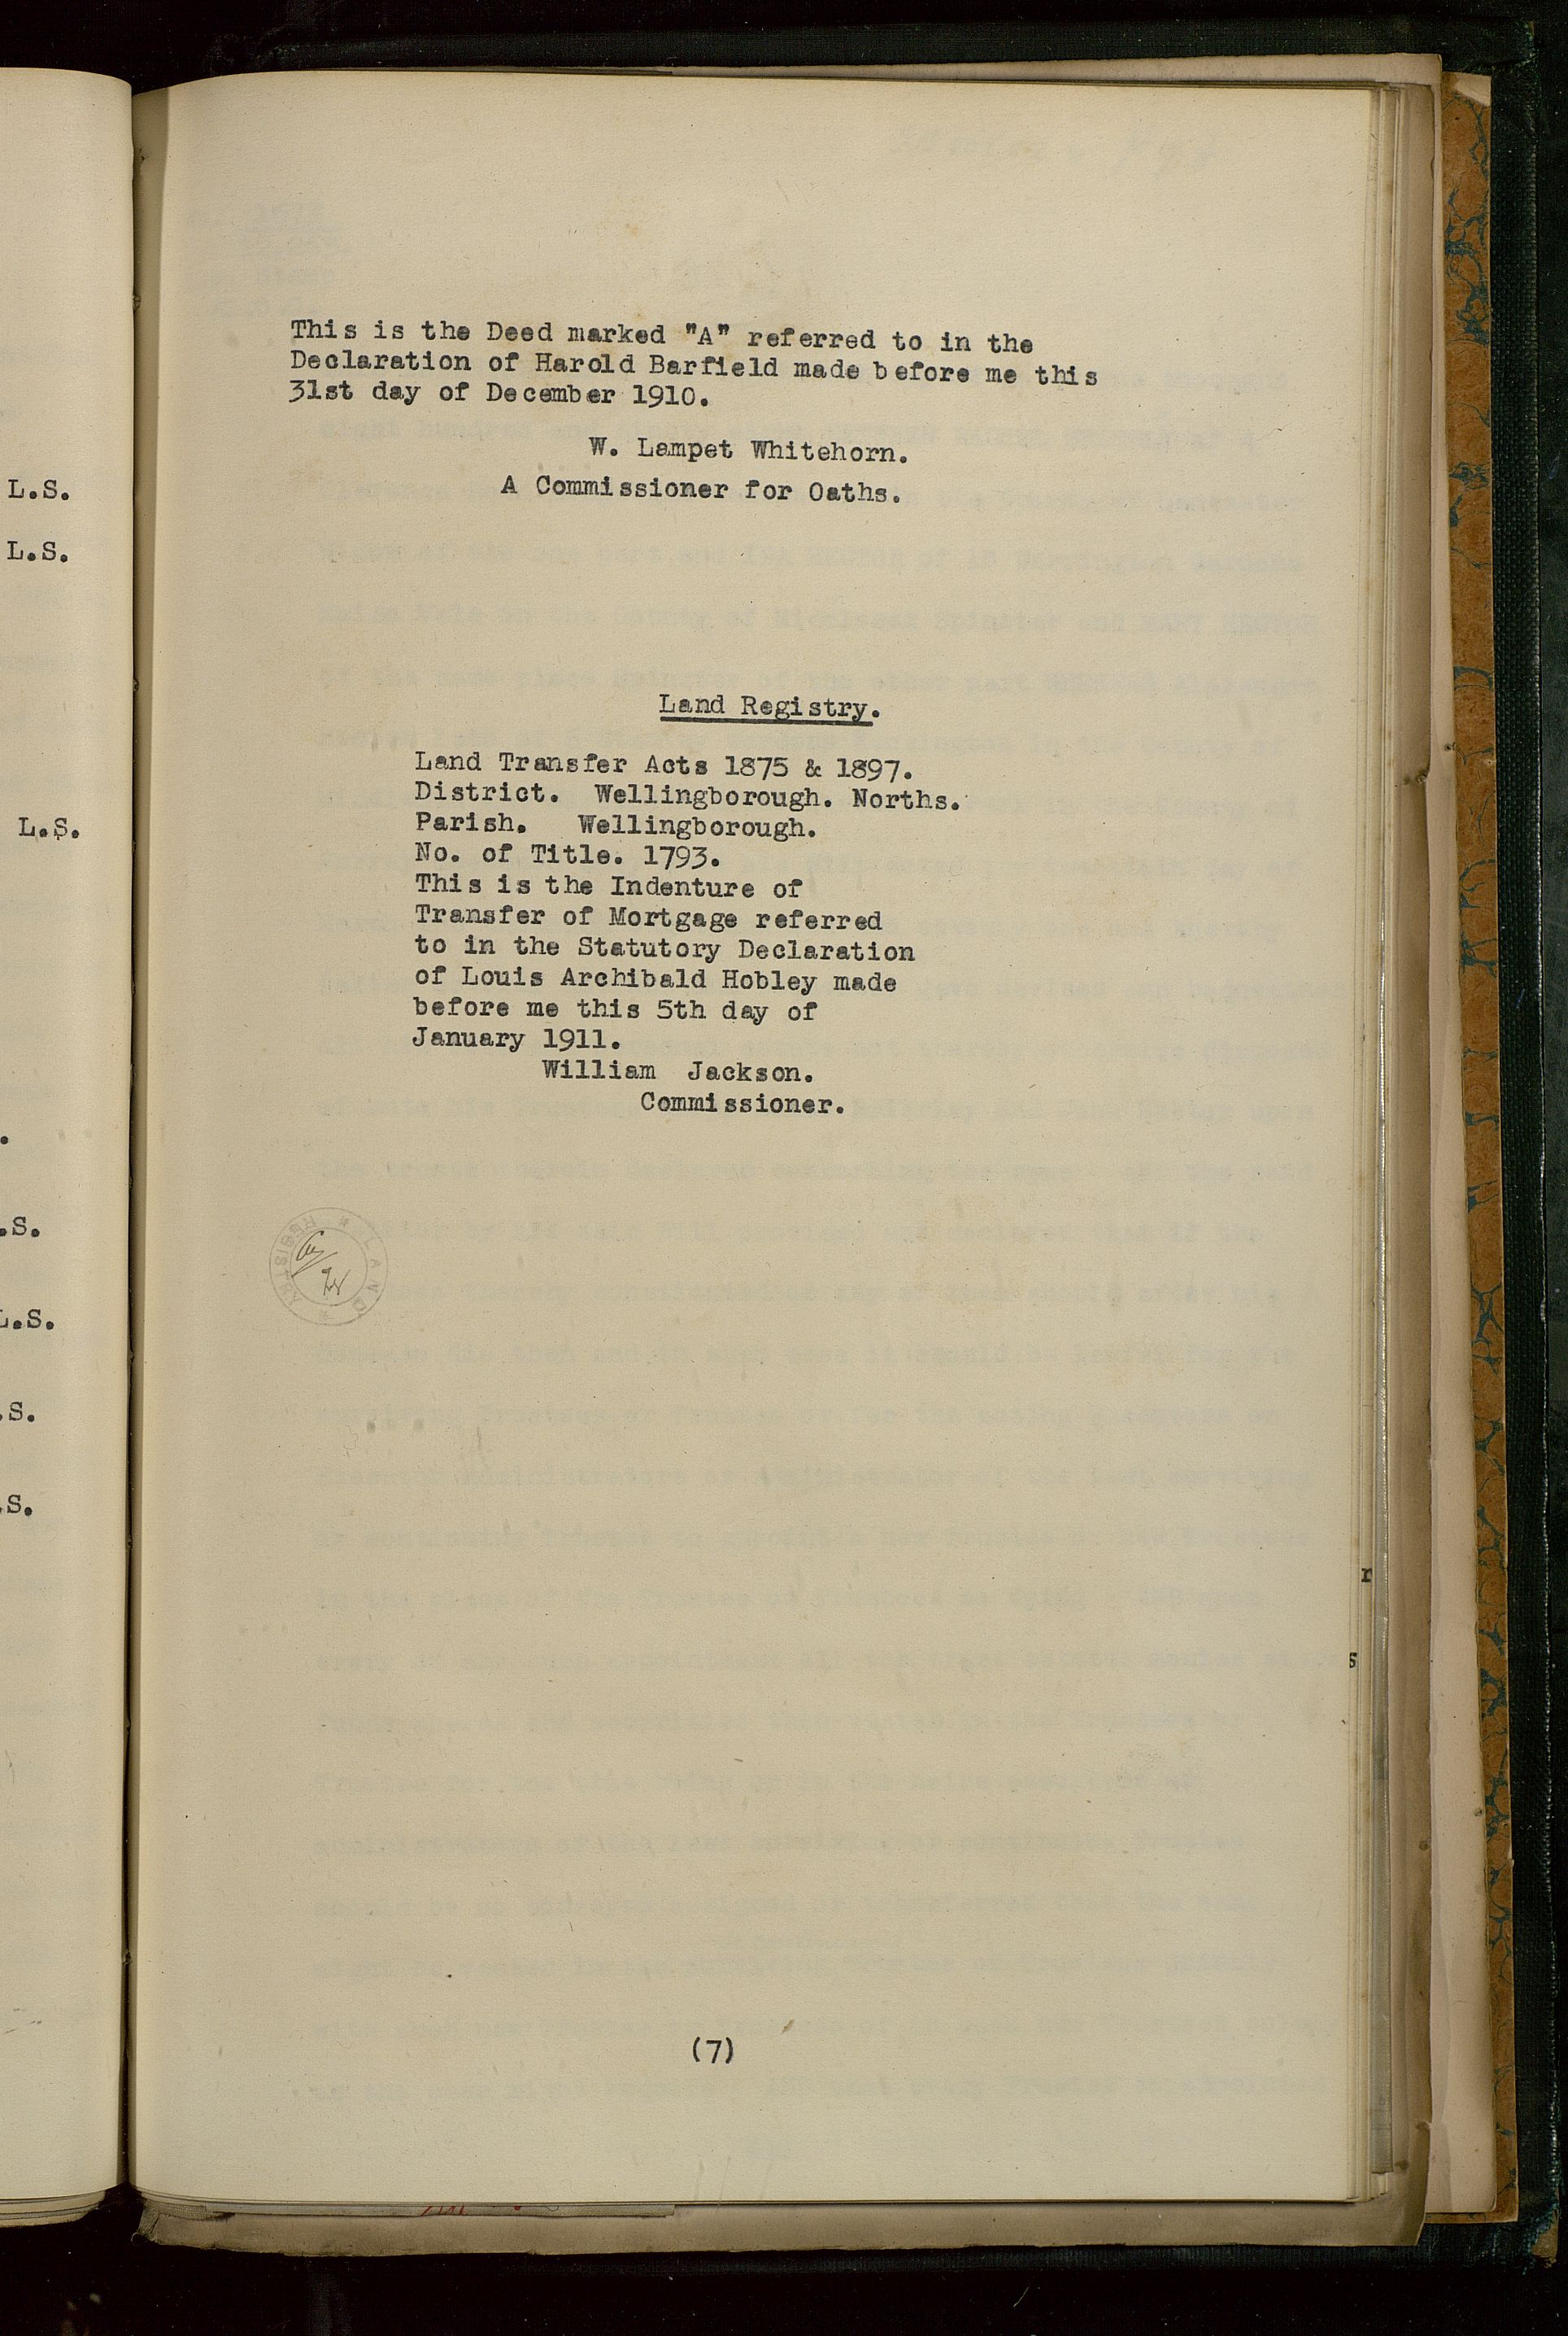 L.S.
L.S.
L.S.
.S.
L.S.
.S.
.S.
This is the Deed marked "A" referred to in the
Declaration of Harold Barfield made before me this
31st day of December 1910.
W. Lampet Whitehorn.
A Commissioner for Oaths.
Land Registry.
Land Transfer Acts 1875 & 1897.
District. Wellingborough. Norths.
Parish. Wellingborough.
No. of Title. 1793.
This is the Indenture of
Transfer of Mortgage referred
to in the Statutory Declaration
of Louis Archibald Hobley made
before me this 5th day of
January 1911.
William Jackson.
Commissioner.
LAND REGISTRY
r
s
(7)